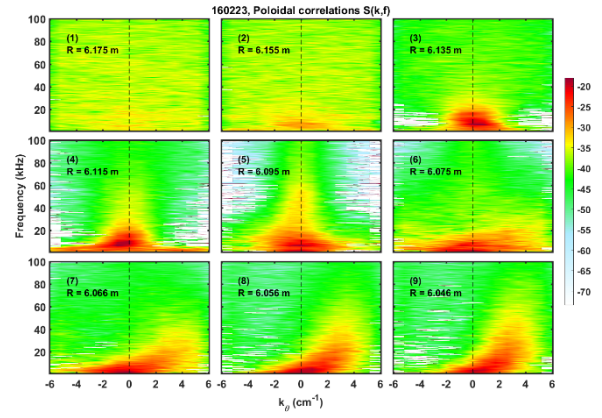 160223, Poloidal correlations S(k,f)
100
80
60
40
20
(1)
R = 6.175 m
(2)
R = 6.155 m
(3)
R = 6.135 m
Frequency (kHz)
100
80
60
40
20
(4)
R = 6.115 m
(5)
R = 6.095 m
(6)
R = 6.075 m
100
80
60
40
20
(7)
R = 6.066 m
(8)
R = 6.056 m
(9)
R = 6.046 m
-6 -4 -2 0 2 4 6 -6 -4 -2 0 2 4 6 -6 -4 -2 0 2 4 6
kθ (cm-1)
-20
-25
-30
-35
-40
-45
-50
-55
-60
-65
-70